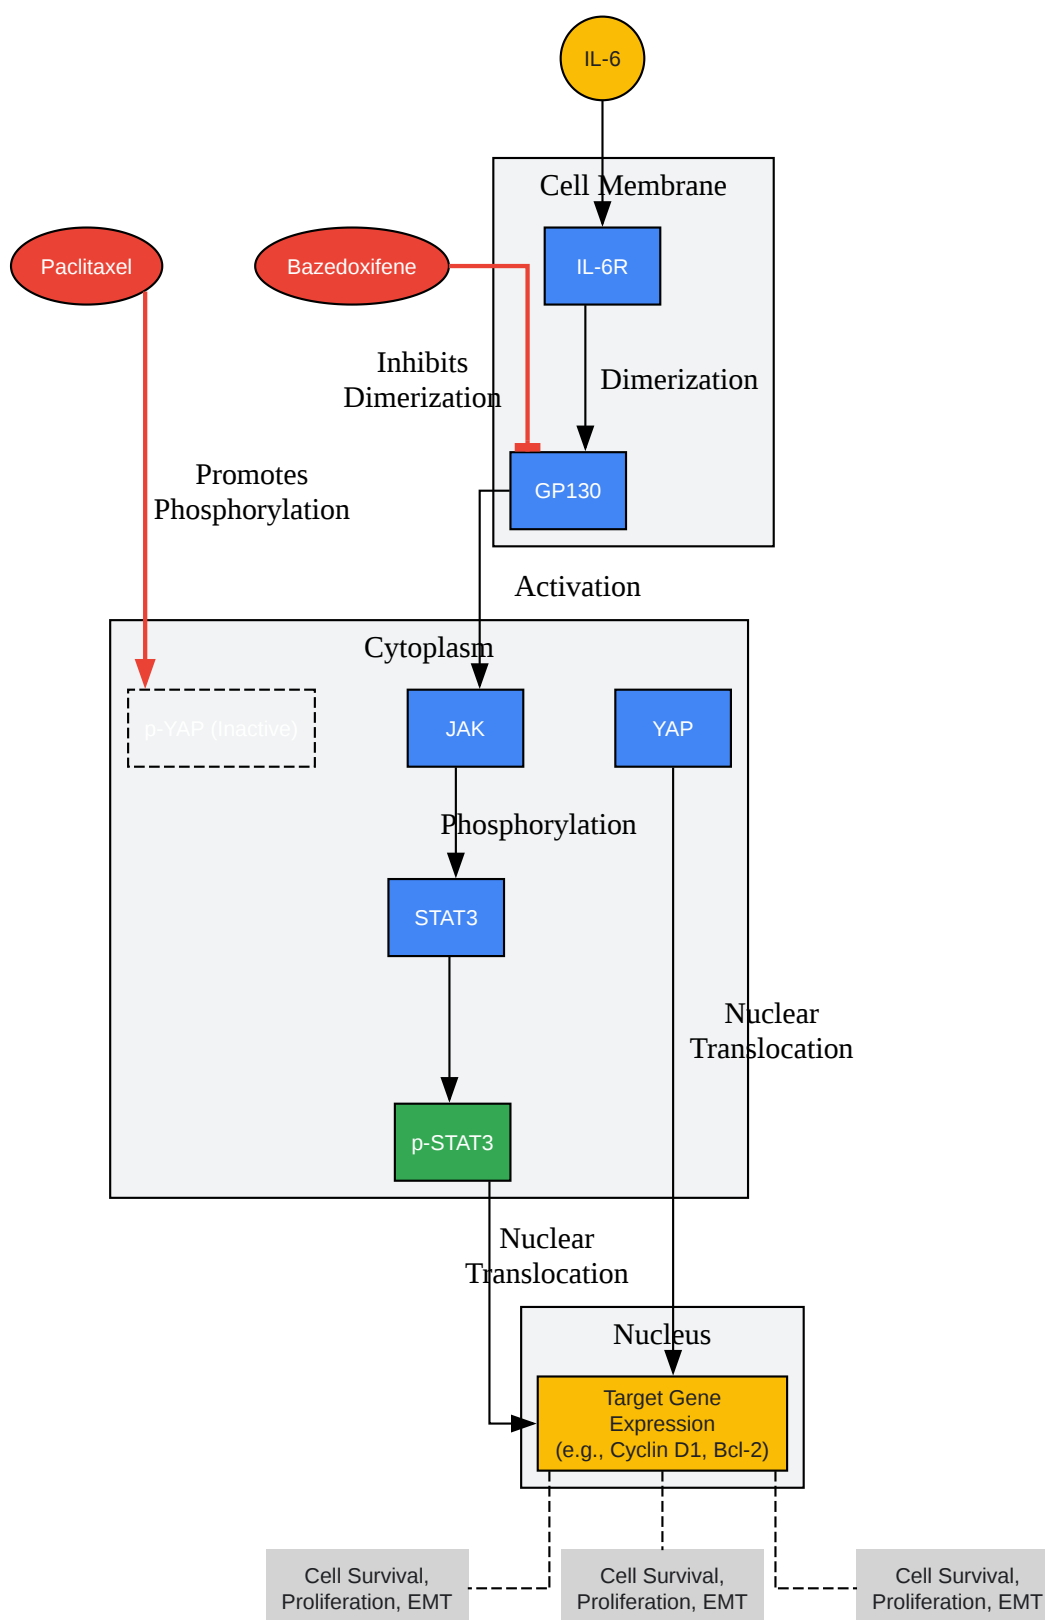 IL-6
Cell Membrane
Paclitaxel
Bazedoxifene
IL-6R
Inhibits
Dimerization
Dimerization
Promotes
Phosphorylation
GP130
Activation
Cytoplasm
p-YAP (Inactive)
JAK
YAP
Phosphorylation
STAT3
Nuclear
Translocation
p-STAT3
Nuclear
Translocation
Nucleus
Target Gene
Expression
(e.g., Cyclin D1, Bcl-2)
Cell Survival,
Proliferation, EMT
Cell Survival,
Proliferation, EMT
Cell Survival,
Proliferation, EMT